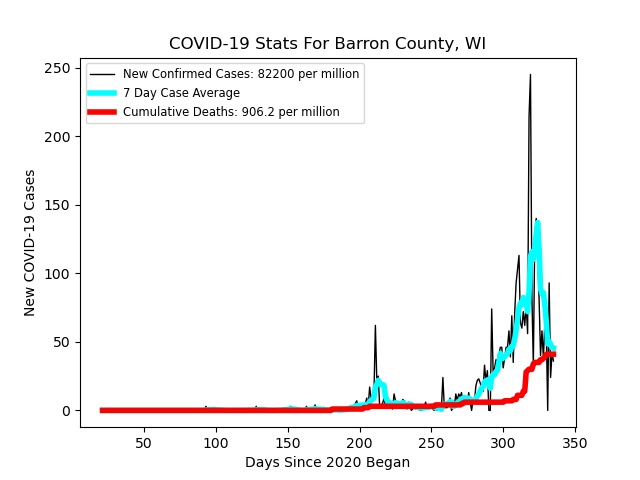 COVID-19 Stats For Barron County, WI
New Confirmed Cases: 82200 per million
7 Day Case Average
Cumulative Deaths: 906.2 per million
New COVID-19 Cases
250
200
150
100
50
0
50
100
150
200
250
300
350
Days Since 2020 Began